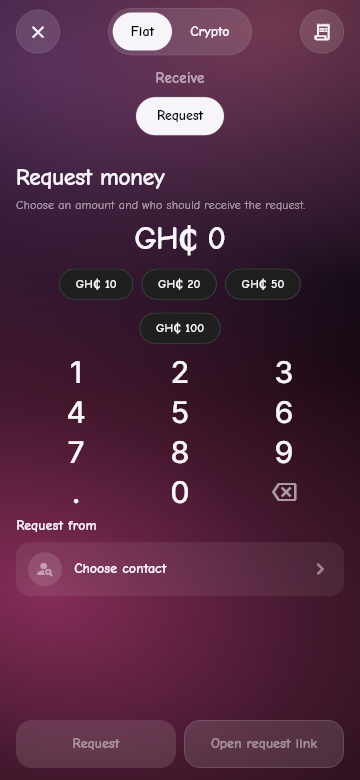 Fiat Crypto
Receive
Request
Request money
Choose an amount and who should receive the request.
GH₵ 0
GH₵ 10 GH₵ 20 GH₵ 50
GH₵ 100
1 2 3
4 5 6
7 8 9
. 0
Request from
Choose contact
Request Open request link